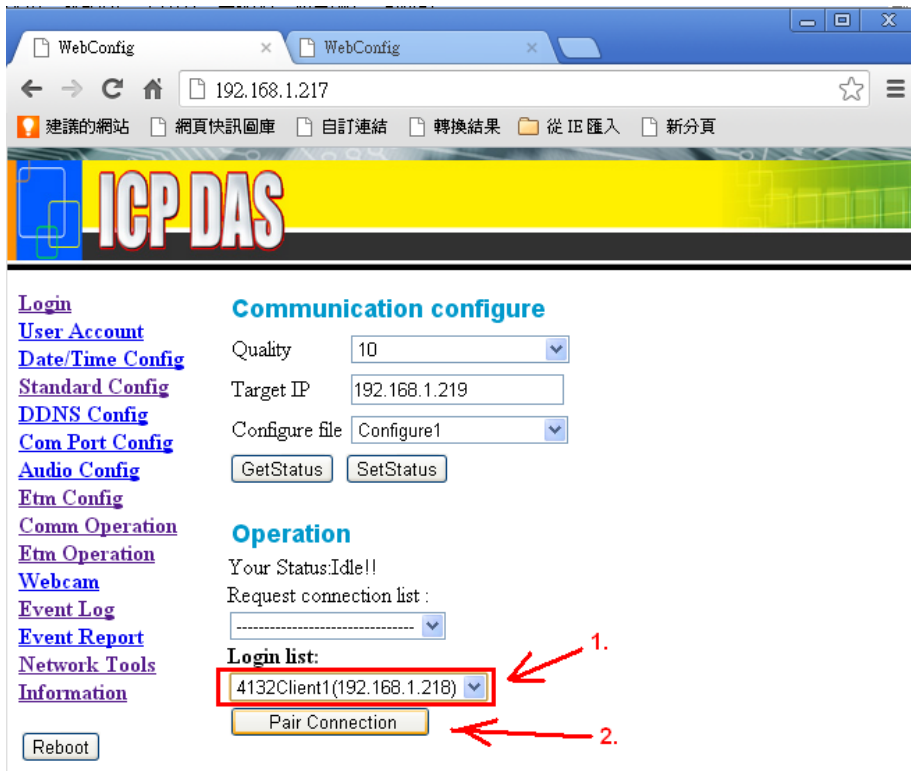 WebConfig
WebConfig
192.168.1.217
建議的網站 網頁快訊圖庫 自訂連結 轉換結果 從 IE 匯入 新分頁
ICP DAS
Login
User Account
Date/Time Config
Standard Config
DDNS Config
Com Port Config
Audio Config
Etm Config
Comm Operation
Etm Operation
Webcam
Event Log
Event Report
Network Tools
Information
Reboot
Communication configure
Quality 10
Target IP 192.168.1.219
Configure file Configure1
GetStatus SetStatus
Operation
Your Status:Idle!!
Request connection list :
-------------------------------
Login list:
4132Client1(192.168.1.218)
Pair Connection
1.
2.